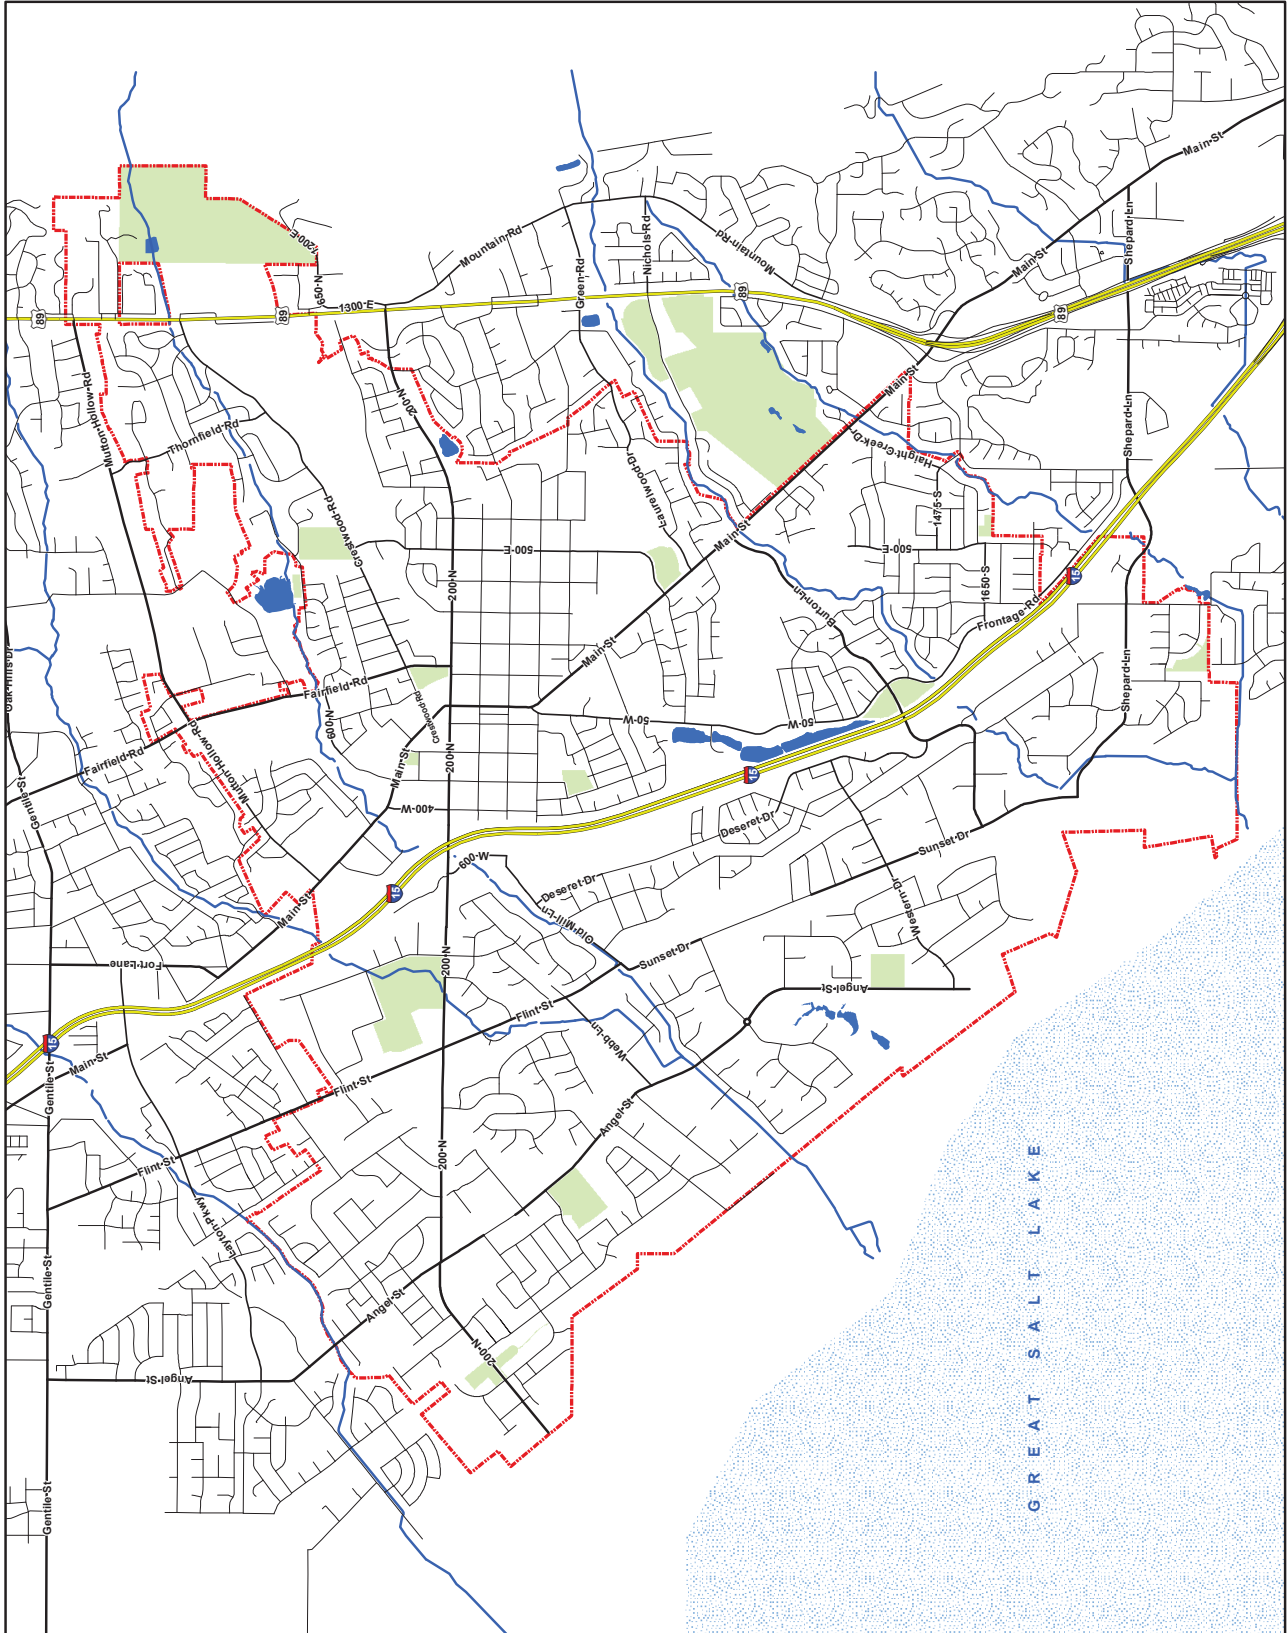 Main St
Shepard Ln
1200 E
Mountain Rd
Nichols Rd
Mountain Rd
Main St
Green Rd
650 N
1300 E
89
89
89
89
Mutton Hollow Rd
Thornfield Rd
200 N
Main St
Shepard Ln
Haight Creek Dr
Laurelwood Dr
Crestwood Rd
1475 S
Main St
500 E
500 E
200 N
1650 S
15
Burton Ln
Frontage Rd
Main St
Oak Hills Dr
Fairfield Rd
Shepard Ln
600 N
Crestwood Rd
50 W
50 W
Fairfield Rd
Mutton Hollow Rd
Main St
200 N
15
Gentile St
400 W
Deseret Dr
Sunset Dr
600 W
15
Deseret Dr
Main St
Old Mill Ln
Western Dr
Fort Lane
200 N
Sunset Dr
Angel St
Flint St
15
Webb Ln
Main St
Gentile St
Flint St
Angel St
200 N
Flint St
Layton Pkwy
Gentile St
Angel St
200 N
Angel St
Gentile St
GREAT SALT LAKE